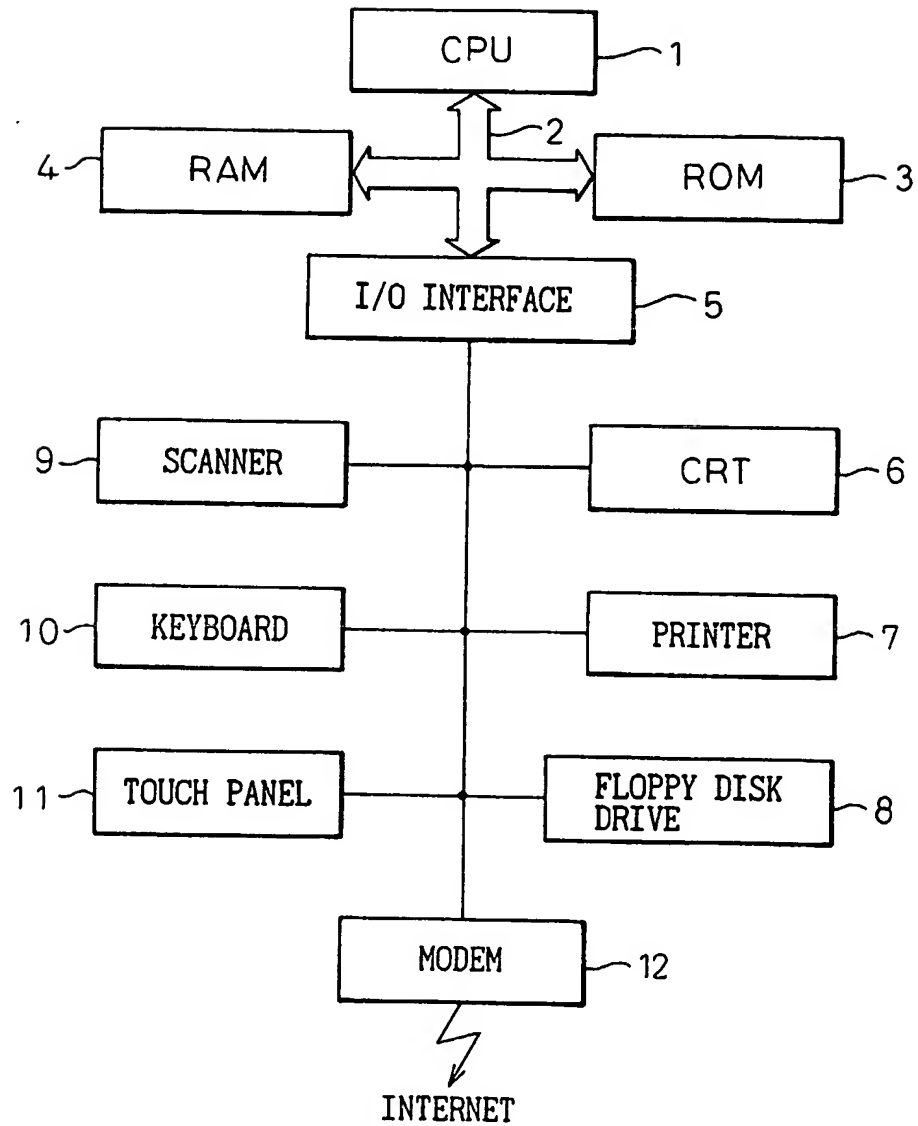 CPU
1
2
4
RAM
ROM
3
I/O INTERFACE
5
9
SCANNER
CRT
6
10
KEYBOARD
PRINTER
7
11
TOUCH PANEL
FLOPPY DISK
DRIVE
8
MODEM
12
INTERNET